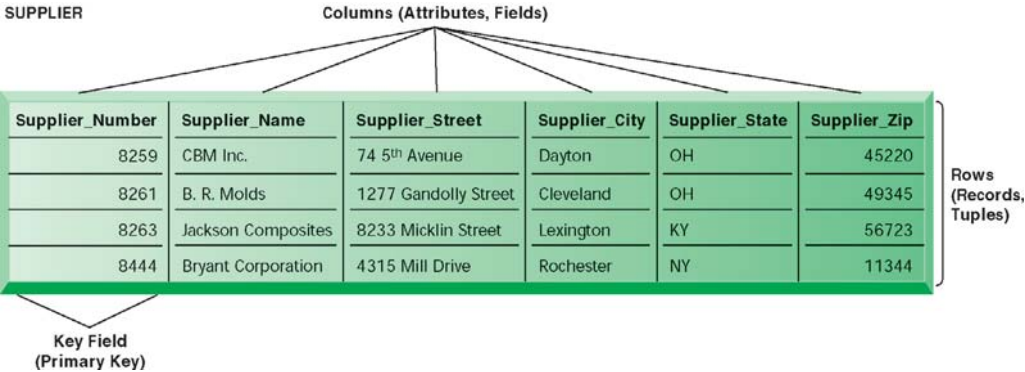 SUPPLIER
Columns (Attributes, Fields)
Supplier_Number Supplier_Name Supplier_Street Supplier_City Supplier_State Supplier_Zip
8259 CBM Inc. 74 5th Avenue Dayton OH 45220
8261 B. R. Molds 1277 Gandolly Street Cleveland OH 49345
8263 Jackson Composites 8233 Micklin Street Lexington KY 56723
8444 Bryant Corporation 4315 Mill Drive Rochester NY 11344
Rows
(Records,
Tuples)
Key Field
(Primary Key)